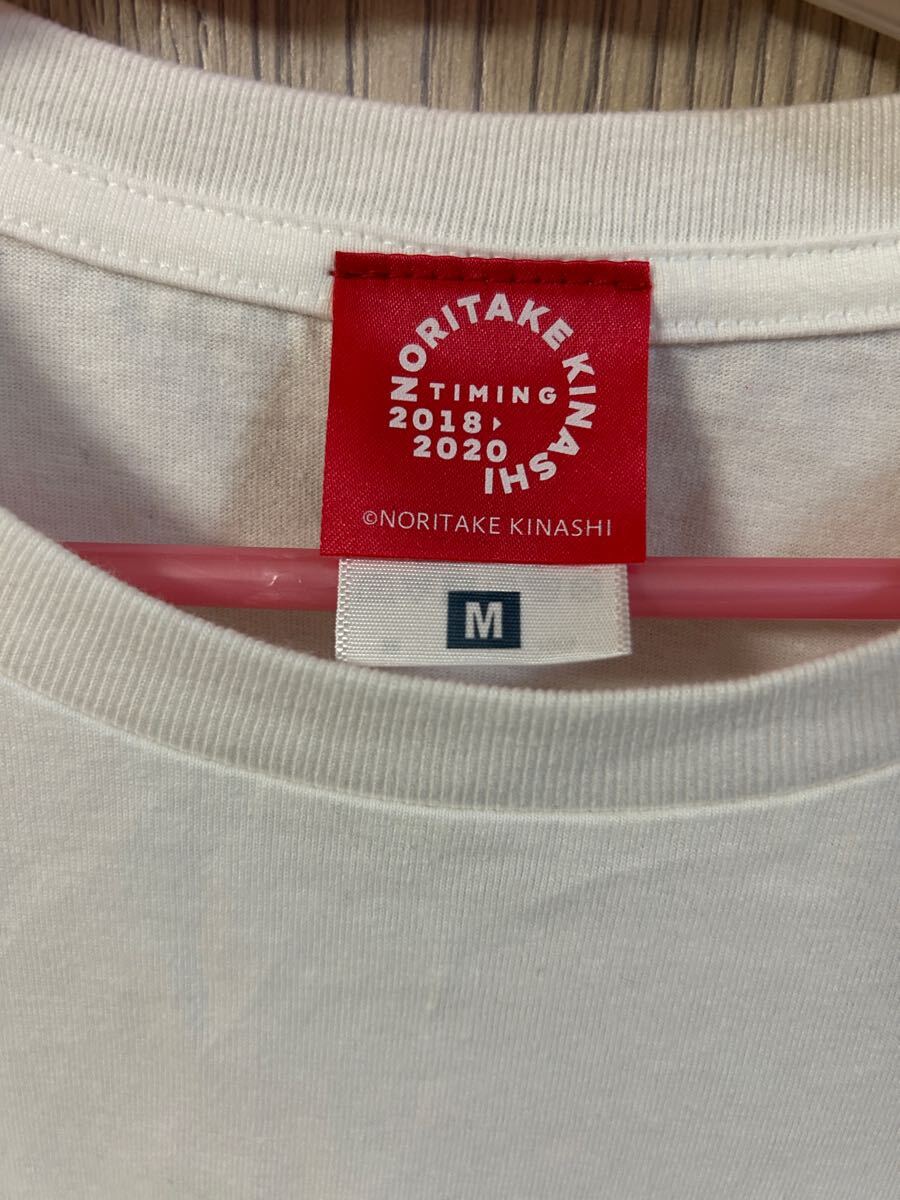 NORITAKE KINASHI
TIMING
2018▸
2020
©NORITAKE KINASHI
M